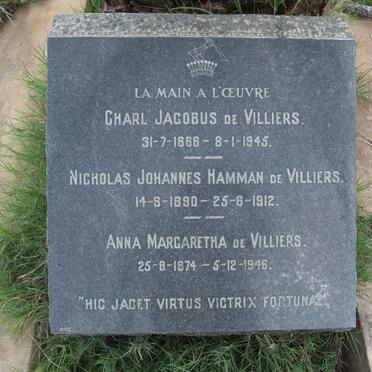 LA MAIN A L'ŒUVRE
CHARL JACOBUS DE VILLIERS.
31-7-1866 – 8-1-1945.
NICHOLAS JOHANNES HAMMAN DE VILLIERS.
14-8-1890 – 25-6-1912.
ANNA MARGARETHA DE VILLIERS.
25-8-1874 – 5-12-1946.
"HIC JACET VIRTUS VICTRIX FORTUNAE"